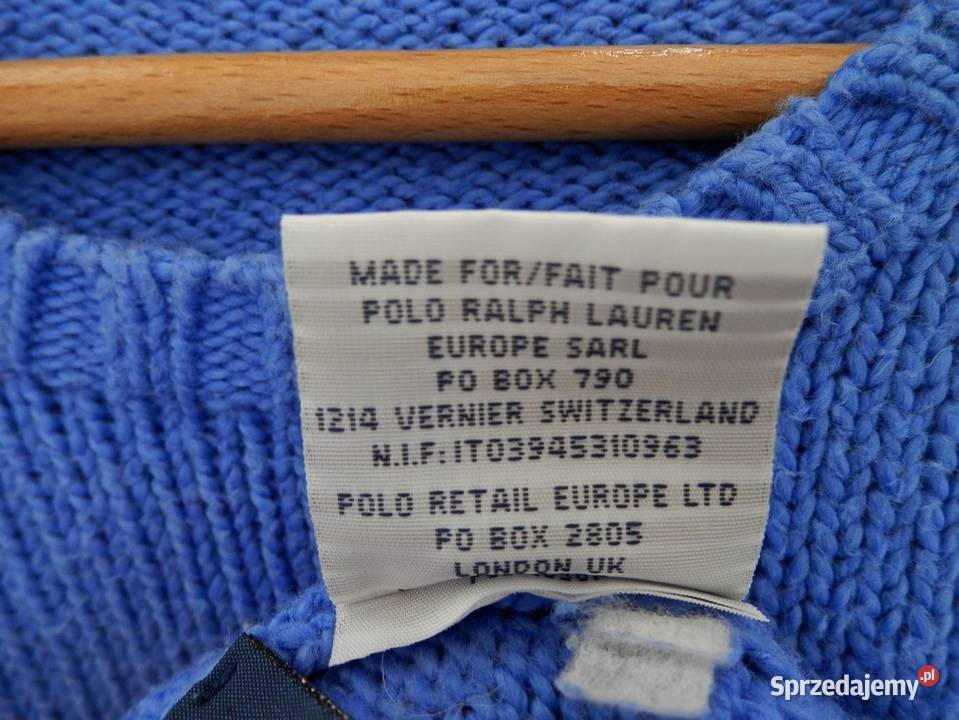 MADE FOR/FAIT POUR
POLO RALPH LAUREN
EUROPE SARL
PO BOX 790
1214 VERNIER SWITZERLAND
N.I.F:IT03945310963
POLO RETAIL EUROPE LTD
PO BOX 2805
LONDON UK
Sprzedajemy.pl